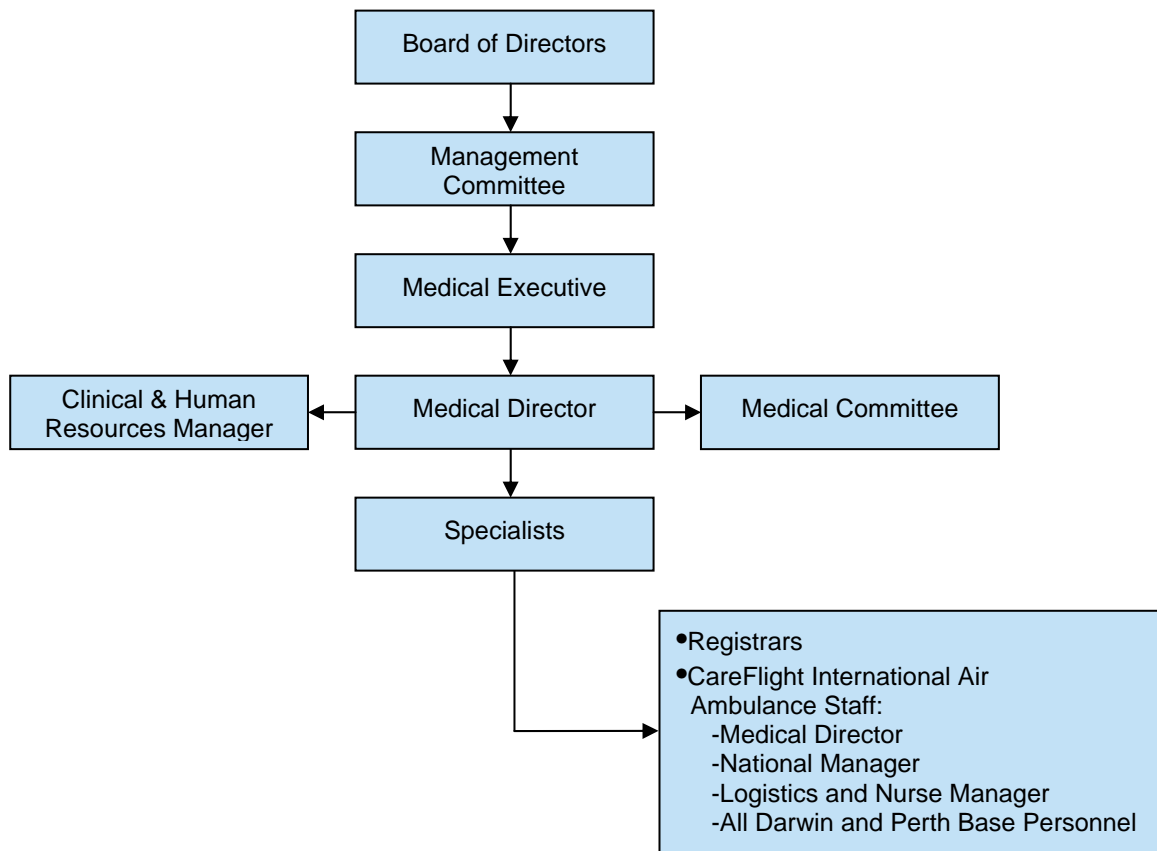 Board of Directors
Management
Committee
Medical Executive
Clinical & Human
Resources Manager
Medical Director
Medical Committee
Specialists
•Registrars
•CareFlight International Air
Ambulance Staff:
-Medical Director
-National Manager
-Logistics and Nurse Manager
-All Darwin and Perth Base Personnel